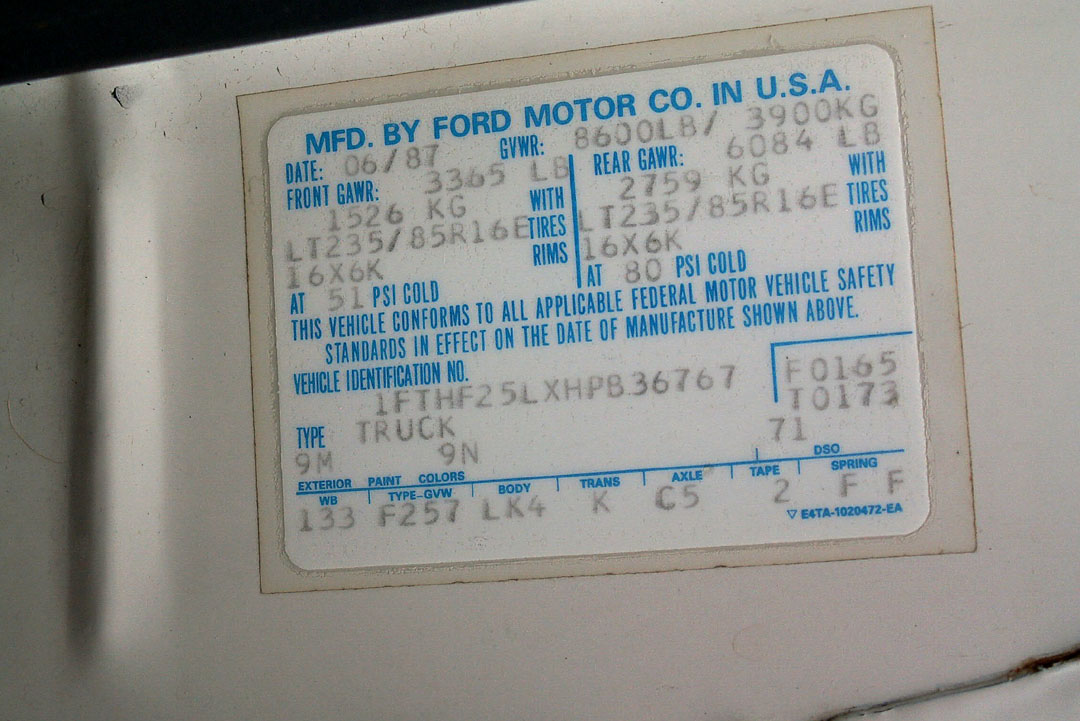 MFD. BY FORD MOTOR CO. IN U.S.A.
DATE: 06/87 GVWR: 8600LB/ 3900KG
FRONT GAWR: 3365 LB REAR GAWR: 6084 LB
1526 KG WITH 2759 KG WITH
LT235/85R16E TIRES LT235/85R16E TIRES
16X6K RIMS 16X6K RIMS
AT 51 PSI COLD AT 80 PSI COLD
THIS VEHICLE CONFORMS TO ALL APPLICABLE FEDERAL MOTOR VEHICLE SAFETY
STANDARDS IN EFFECT ON THE DATE OF MANUFACTURE SHOWN ABOVE.
VEHICLE IDENTIFICATION NO.
1FTHF25LXHPB36767 F0165
T0173
TYPE TRUCK 71
9M 9N
EXTERIOR PAINT COLORS DSO
WB TYPE-GVW BODY TRANS AXLE TAPE SPRING
133 F257 LK4 K C5 2 F F
▽ E4TA-1020472-EA